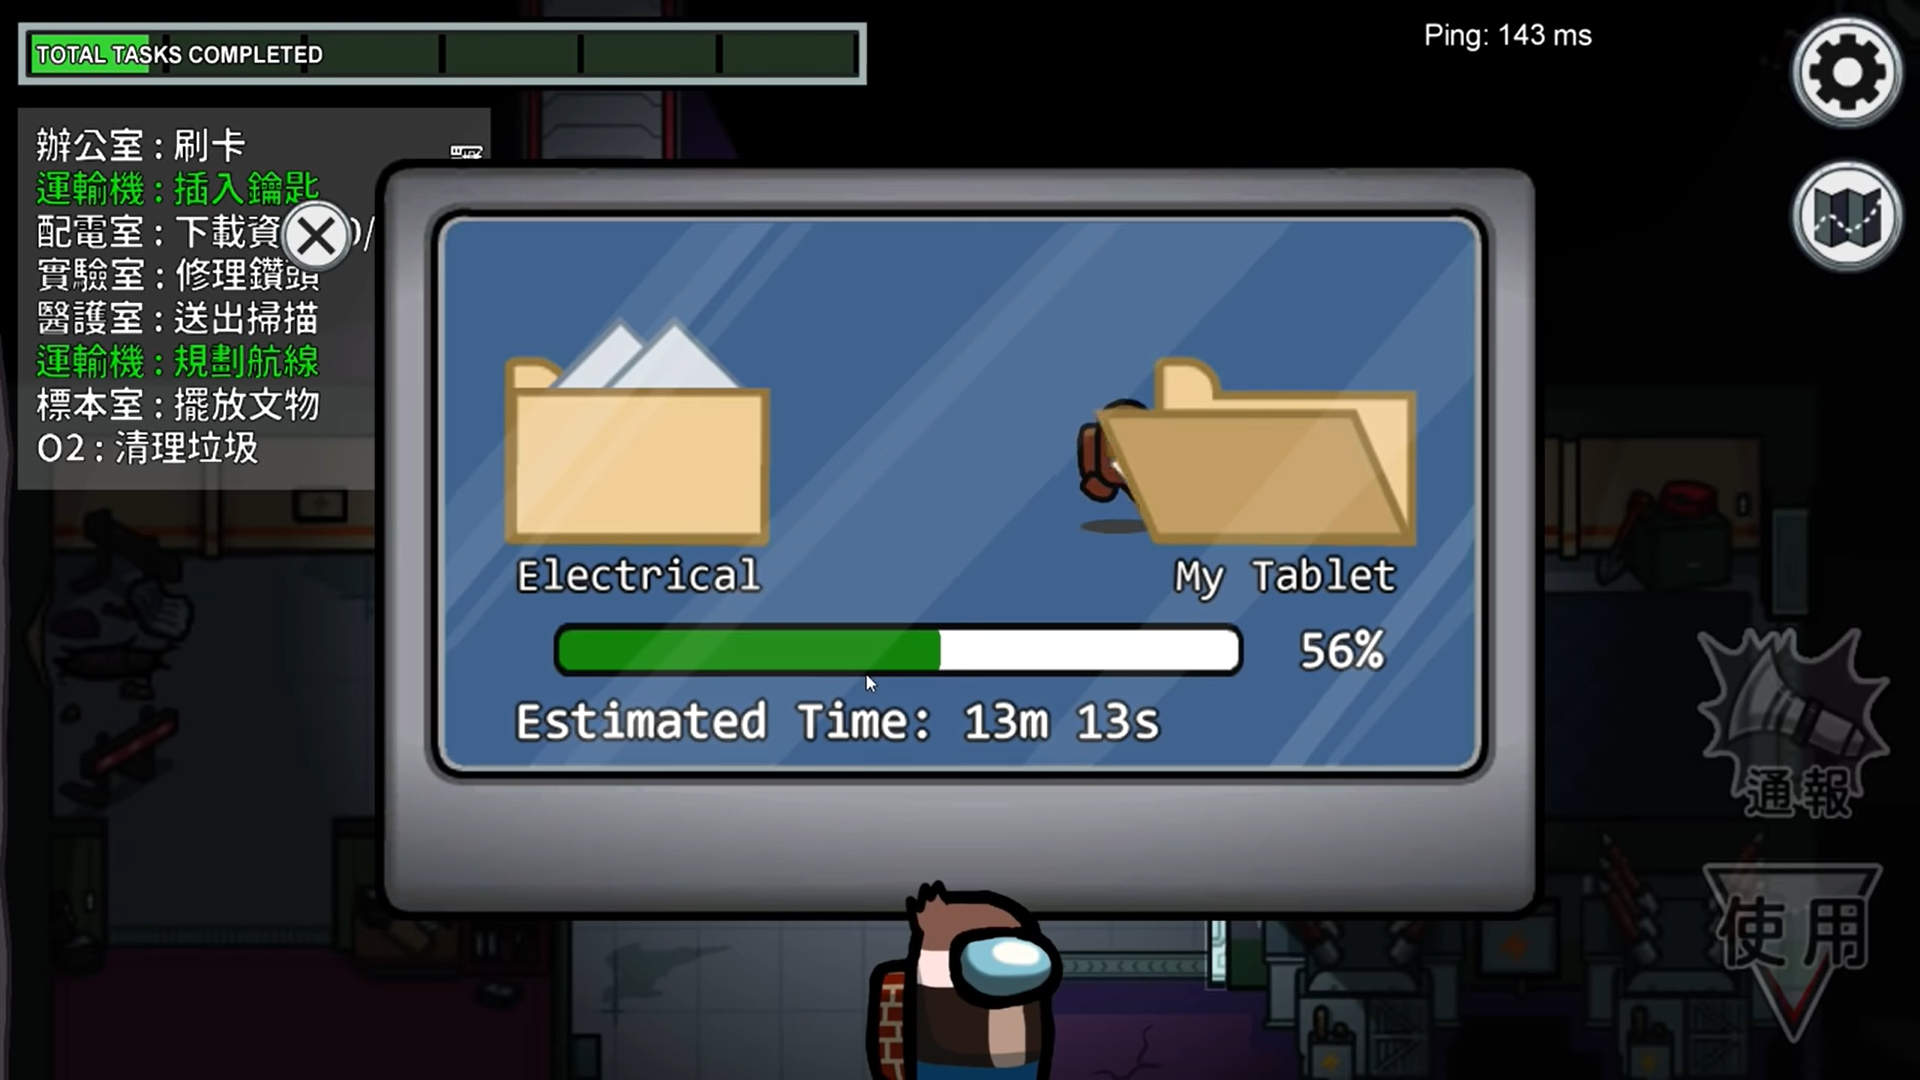 TOTAL TASKS COMPLETED
Ping: 143 ms
辦公室 : 刷卡
運輸機 : 插入鑰匙
配電室 : 下載資
實驗室 : 修理鑽頭
醫護室 : 送出掃描
運輸機 : 規劃航線
標本室 : 擺放文物
O2 : 清理垃圾
Electrical
My Tablet
56%
Estimated Time: 13m 13s
通報
使用